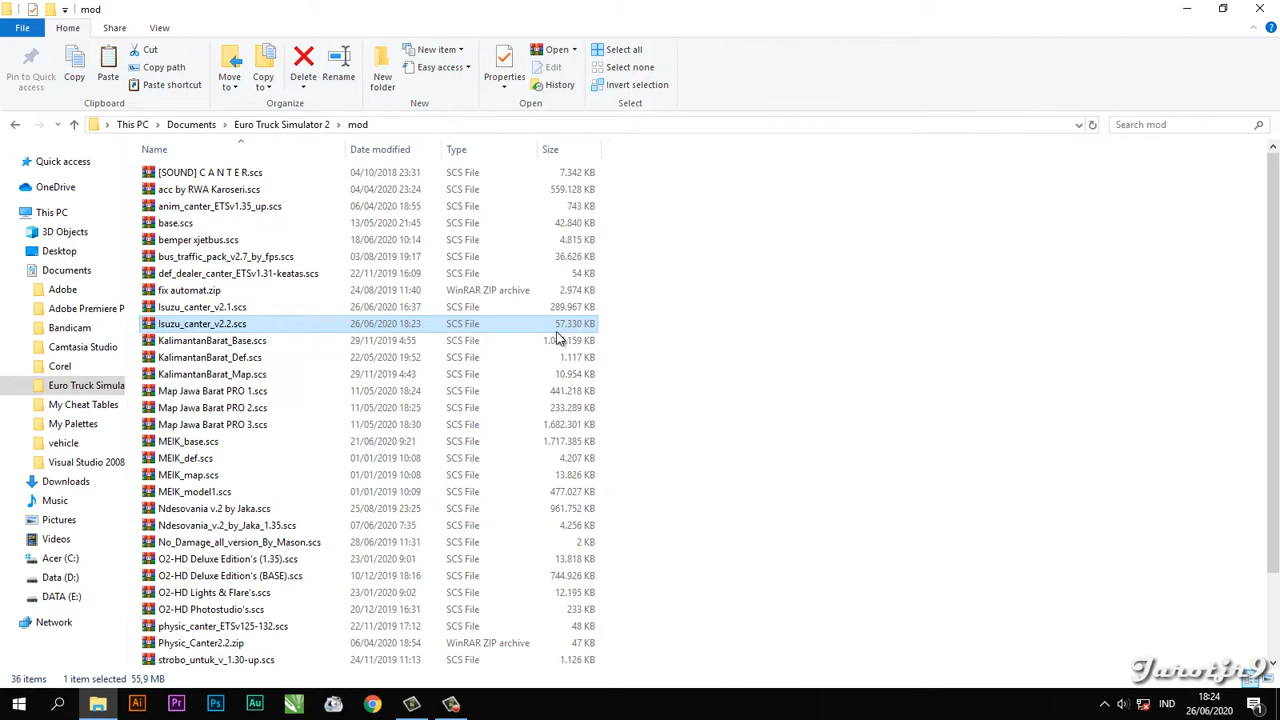 mod
File
Home
Share
View
Pin to Quick access
Copy
Paste
Cut
Copy path
Paste shortcut
Clipboard
Move to
Copy to
Delete
Rename
Organize
New folder
New item
Easy access
New
Properties
Open
Edit
History
Open
Select all
Select none
Invert selection
Select
This PC > Documents > Euro Truck Simulator 2 > mod
Search mod
Name Date modified Type Size
Quick access
OneDrive
This PC
3D Objects
Desktop
Documents
Adobe
Adobe Premiere P
Bandicam
Camtasia Studio
Corel
Euro Truck Simula
My Cheat Tables
My Palettes
vehicle
Visual Studio 2008
Downloads
Music
Pictures
Videos
Acer (C:)
Data (D:)
DATA (E:)
Network
[SOUND] C A N T E R.scs 04/10/2018 23:31 SCS File 7.342 KB
acc by RWA Karoseri.scs 04/04/2020 23:24 SCS File 559.128 KB
anim_canter_ETSv1.35_up.scs 06/04/2020 18:55 SCS File 743 KB
base.scs 13/05/2020 21:45 SCS File 42.840 KB
bemper xjetbus.scs 18/06/2020 10:14 SCS File 4.815 KB
bus_traffic_pack_v2.7_by_fps.scs 03/08/2019 19:17 SCS File 36.626 KB
def_dealer_canter_ETSv1.31-keatas.scs 22/11/2019 16:09 SCS File 54 KB
fix automat.zip 24/08/2019 11:40 WinRAR ZIP archive 2.974 KB
Isuzu_canter_v2.1.scs 26/06/2020 16:37 SCS File 289.967 KB
Isuzu_canter_v2.2.scs 26/06/2020 18:23 SCS File 57.330 KB
KalimantanBarat_Base.scs 29/11/2019 4:55 SCS File
KalimantanBarat_Def.scs 22/05/2020 19:52 SCS File 1.117 KB
KalimantanBarat_Map.scs 29/11/2019 4:43 SCS File 10.954 KB
Map Jawa Barat PRO 1.scs 11/05/2020 18:24 SCS File 441.218 KB
Map Jawa Barat PRO 2.scs 11/05/2020 18:25 SCS File 233.289 KB
Map Jawa Barat PRO 3.scs 11/05/2020 18:30 SCS File 1.682.301 KB
MEIK_base.scs 21/06/2020 9:21 SCS File 1.717.385 KB
MEIK_def.scs 01/01/2019 10:08 SCS File 4.207 KB
MEIK_map.scs 01/01/2019 10:08 SCS File 13.826 KB
MEIK_model1.scs 01/01/2019 10:09 SCS File 477.027 KB
Ndesovania v.2 by Jaka.scs 25/08/2019 23:25 SCS File 961.752 KB
Ndesovania_v.2_by_Jaka_1.35.scs 07/06/2020 7:35 SCS File 4.256 KB
No_Damage_all_version_By_Mason.scs 28/06/2019 11:31 SCS File 2 KB
O2-HD Deluxe Edition's (1.35).scs 23/01/2020 9:01 SCS File 13.818 KB
O2-HD Deluxe Edition's (BASE).scs 10/12/2019 18:16 SCS File 744.926 KB
O2-HD Lights & Flare's.scs 23/01/2020 9:02 SCS File 12.195 KB
O2-HD Photostudio's.scs 20/12/2019 16:31 SCS File 233 KB
physic_canter_ETSv125-132.scs 22/11/2019 17:12 SCS File 48 KB
Physic_Canter2.2.zip 06/04/2020 18:54 WinRAR ZIP archive 47 KB
strobo_untuk_v_1.30-up.scs 24/11/2019 11:13 SCS File 1.126 KB
36 items 1 item selected 55,9 MB
IND
18:24
26/06/2020